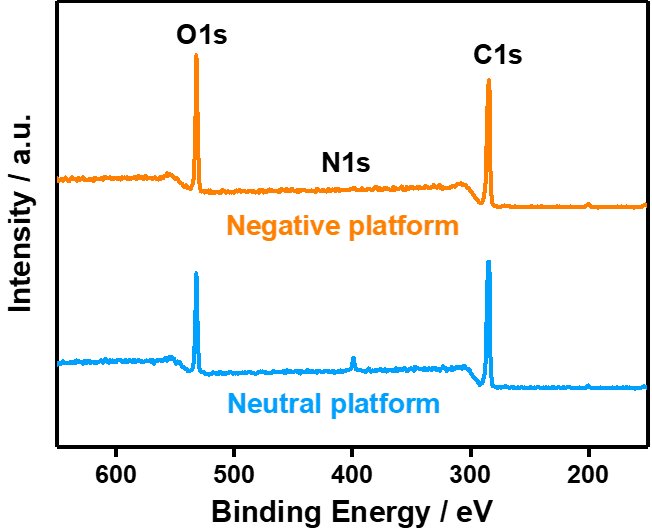 O1s
C1s
N1s
Negative platform
Neutral platform
Intensity / a.u.
600 500 400 300 200
Binding Energy / eV